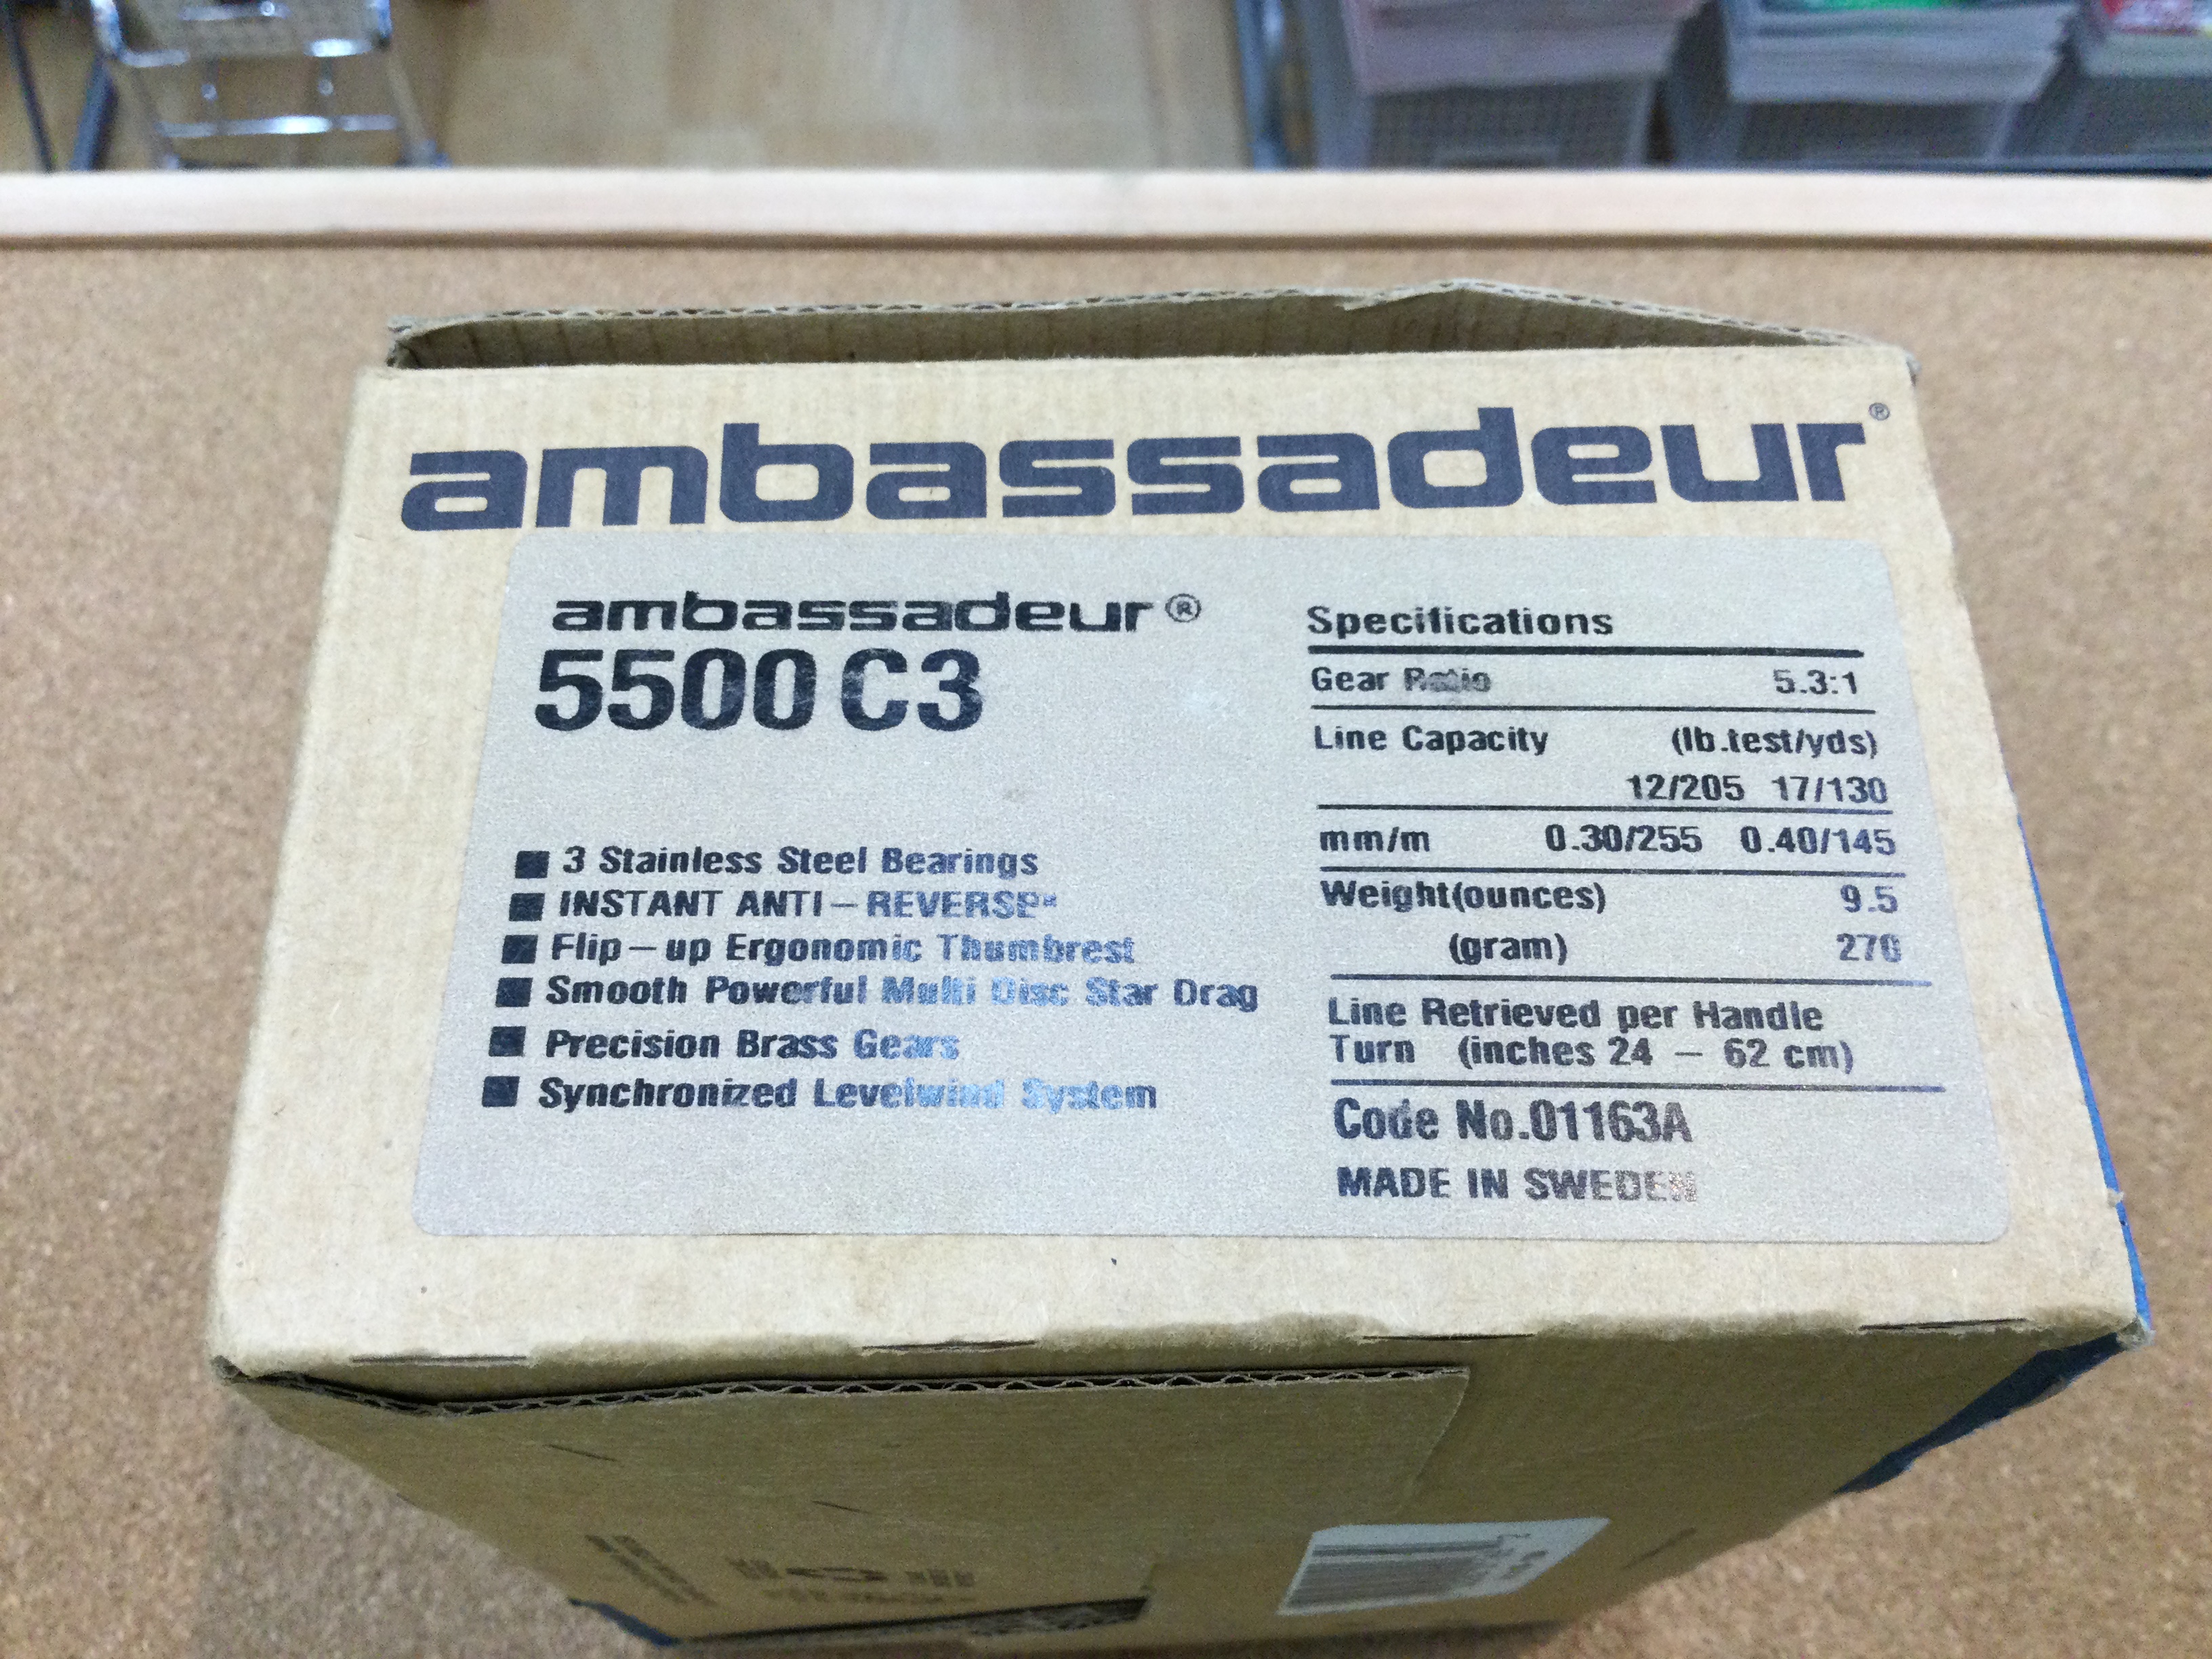 ambassadeur®
ambassadeur®
5500 C3
■ 3 Stainless Steel Bearings
■ INSTANT ANTI－REVERSE™
■ Flip－up Ergonomic Thumbrest
■ Smooth Powerful Multi Disc Star Drag
■ Precision Brass Gears
■ Synchronized Levelwind System
Specifications
Gear Ratio 5.3:1
Line Capacity (lb.test/yds)
12/205 17/130
mm/m 0.30/255 0.40/145
Weight(ounces) 9.5
(gram) 270
Line Retrieved per Handle
Turn (inches 24 － 62 cm)
Code No.01163A
MADE IN SWEDEN